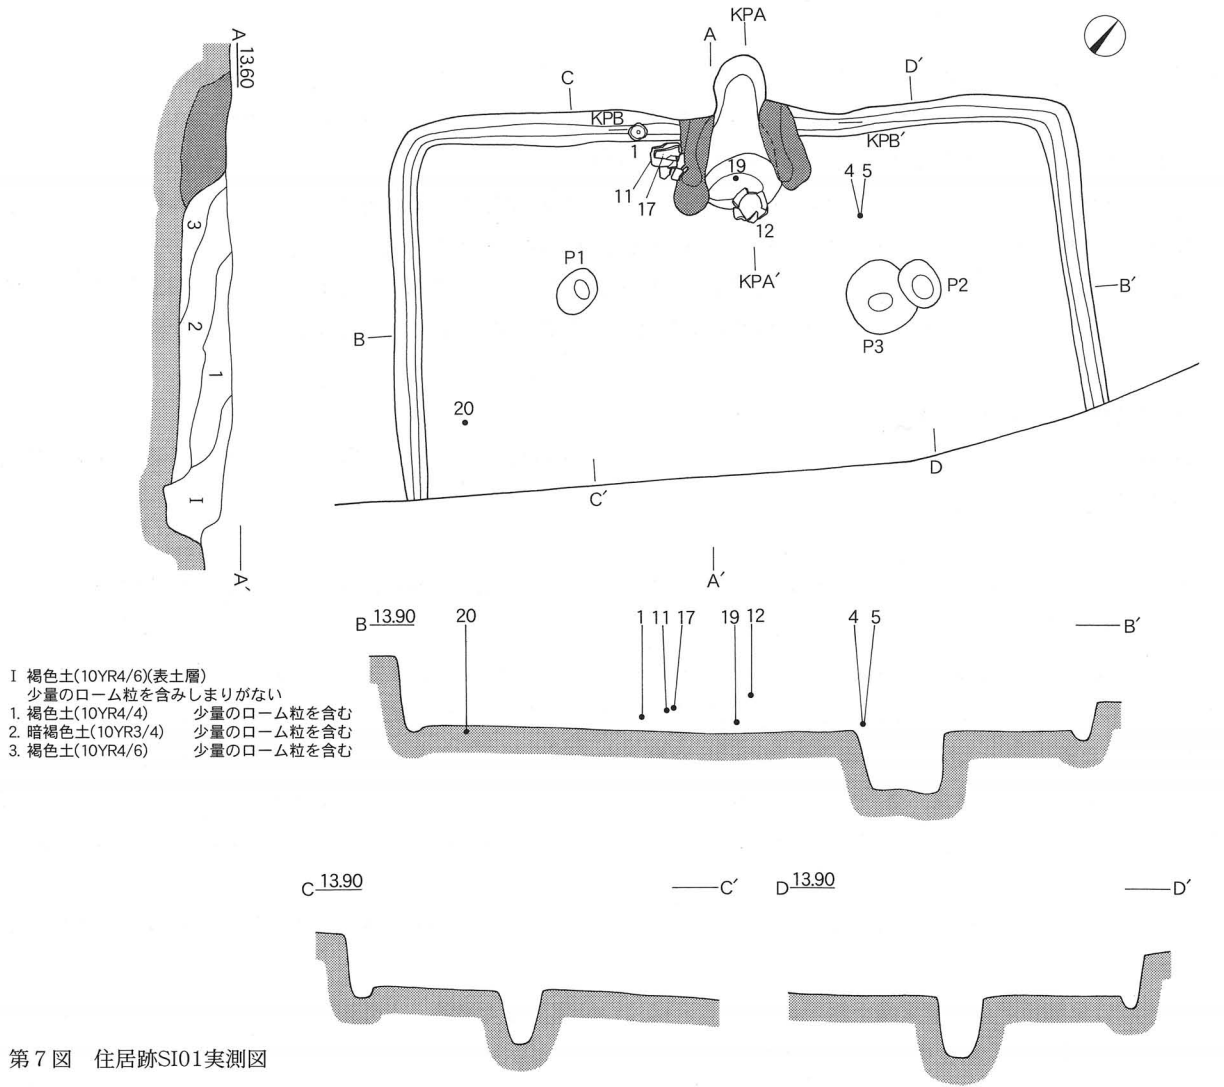 KPA
A
D′
C
KPB
KPB′
1
19
4 5
11
17
12
KPA′
P1
P2
P3
B
B′
20
D
C′
A′
A 13.60
3
2
1
I
A′
B 13.90
20
1 11 17
19 12
4 5
B′
I 褐色土(10YR4/6)(表土層)
少量のローム粒を含みしまりがない
1. 褐色土(10YR4/4) 少量のローム粒を含む
2. 暗褐色土(10YR3/4) 少量のローム粒を含む
3. 褐色土(10YR4/6) 少量のローム粒を含む
C 13.90
C′
D 13.90
D′
第7図 住居跡SI01実測図